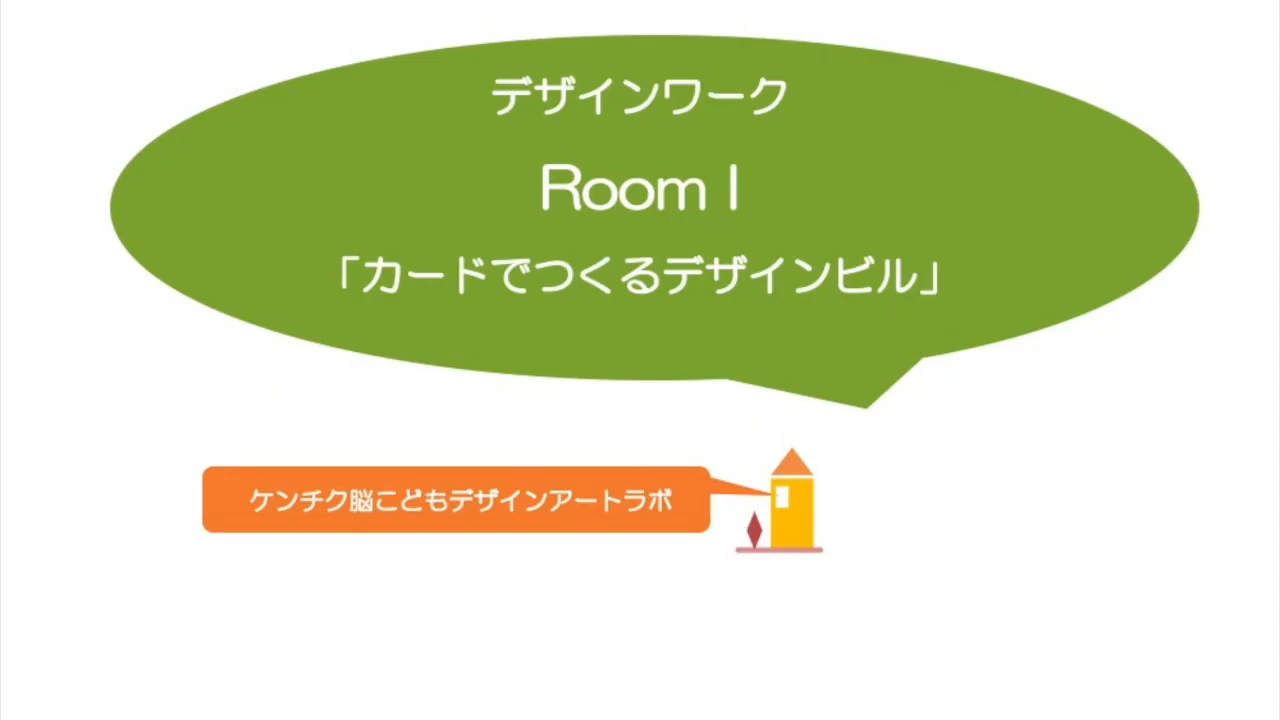 デザインワーク
Room 1
「カードでつくるデザインビル」
ケンチク脳こどもデザインアートラボ